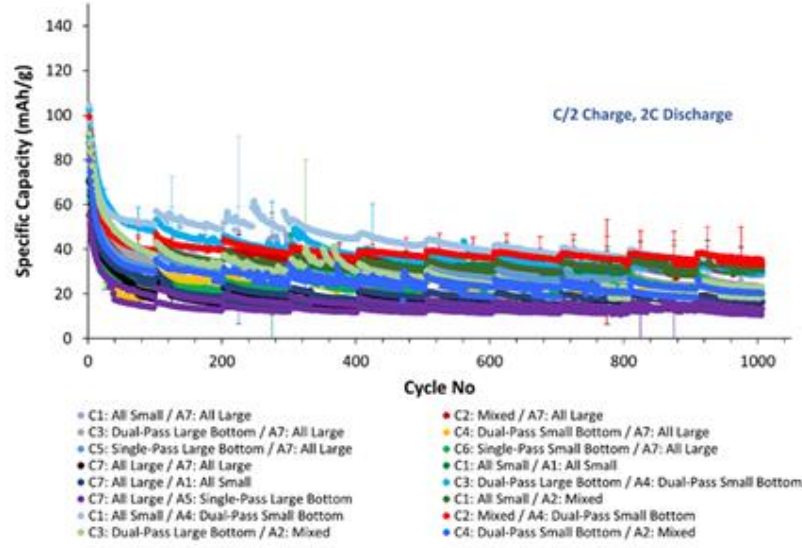 140
120
100
80
60
40
20
0
Specific Capacity (mAh/g)
C/2 Charge, 2C Discharge
0 200 400 600 800 1000
Cycle No
C1: All Small / A7: All Large
C2: Mixed / A7: All Large
C3: Dual-Pass Large Bottom / A7: All Large
C4: Dual-Pass Small Bottom / A7: All Large
C5: Single-Pass Large Bottom / A7: All Large
C6: Single-Pass Small Bottom / A7: All Large
C7: All Large / A7: All Large
C1: All Small / A1: All Small
C7: All Large / A1: All Small
C3: Dual-Pass Large Bottom / A4: Dual-Pass Small Bottom
C7: All Large / A5: Single-Pass Large Bottom
C1: All Small / A2: Mixed
C1: All Small / A4: Dual-Pass Small Bottom
C2: Mixed / A4: Dual-Pass Small Bottom
C3: Dual-Pass Large Bottom / A2: Mixed
C4: Dual-Pass Small Bottom / A2: Mixed